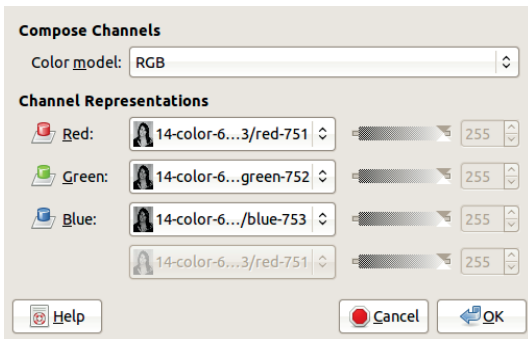 Compose Channels
Color model: RGB
Channel Representations
Red: 14-color-6...3/red-751 255
Green: 14-color-6...green-752 255
Blue: 14-color-6.../blue-753 255
14-color-6...3/red-751 255
Help Cancel OK